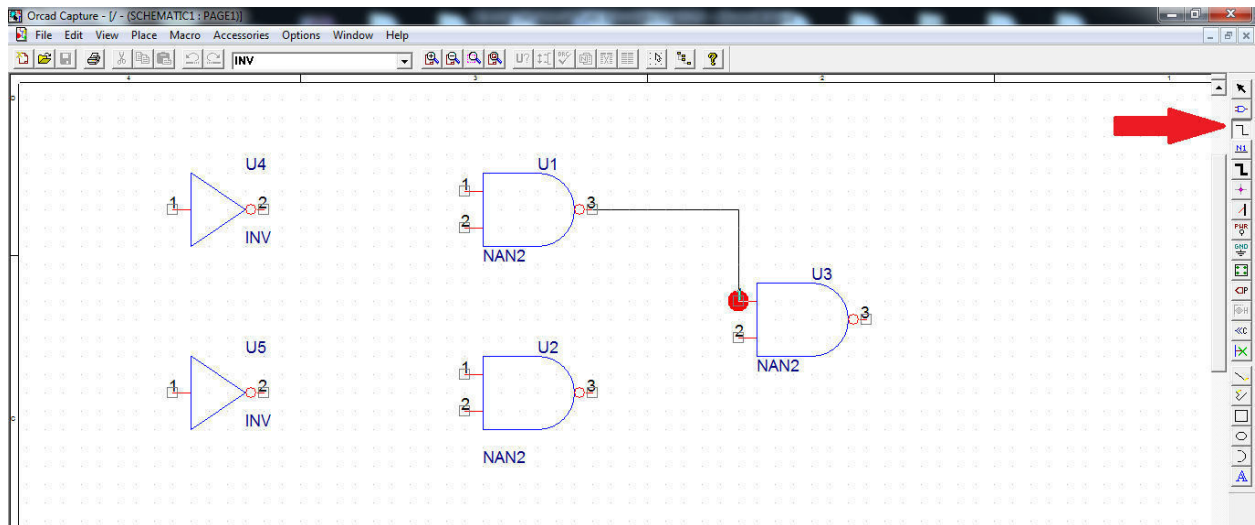 Orcad Capture - [/ - (SCHEMATIC1 : PAGE1)]
File Edit View Place Macro Accessories Options Window Help
INV
U?
4 3 2 1
D
N1
PWR
GND
U4
1 2
INV
U1
1
2
3
NAN2
U3
2
3
NAN2
U5
1 2
INV
U2
1
2
3
NAN2
C
A